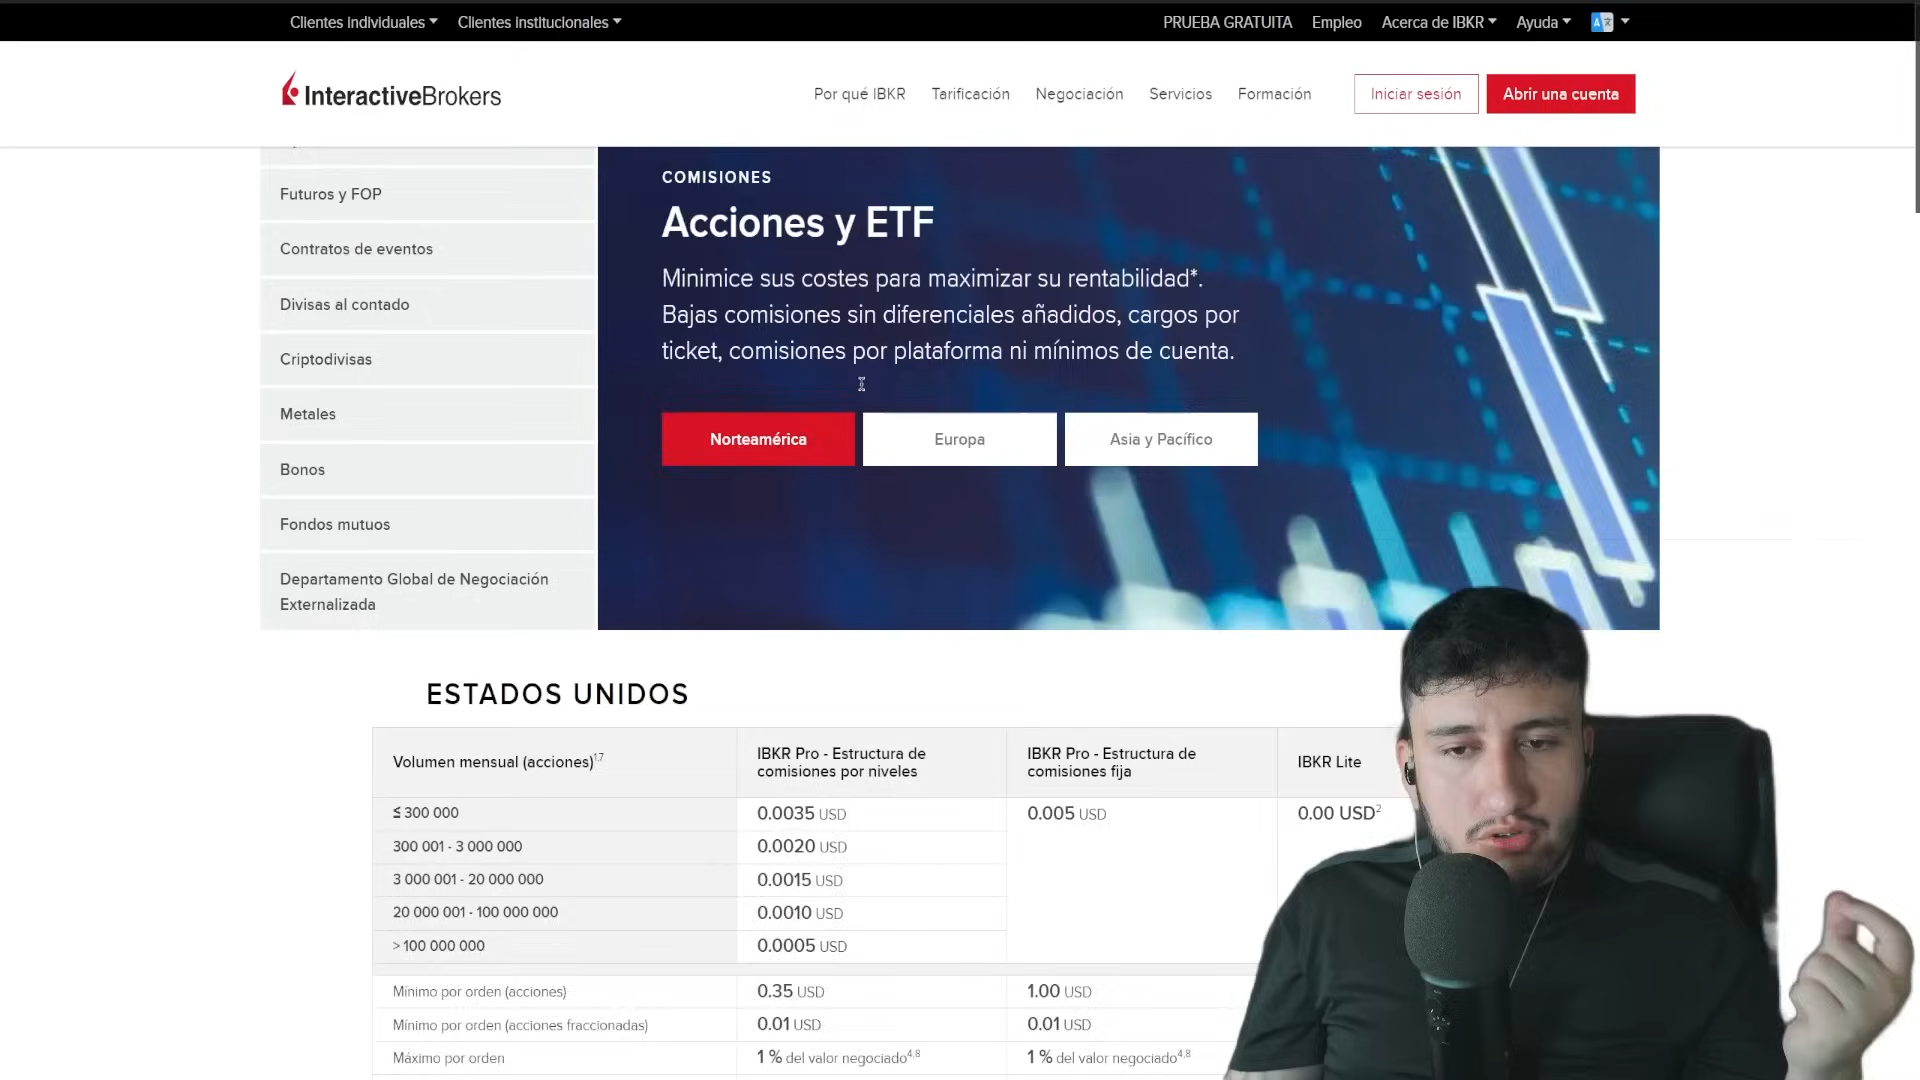 Clientes individuales
Clientes institucionales
PRUEBA GRATUITA
Empleo
Acerca de IBKR
Ayuda
InteractiveBrokers
Por qué IBKR
Tarificación
Negociación
Servicios
Formación
Iniciar sesión
Abrir una cuenta
Futuros y FOP
Contratos de eventos
Divisas al contado
Criptodivisas
Metales
Bonos
Fondos mutuos
Departamento Global de Negociación
Externalizada
COMISIONES
Acciones y ETF
Minimice sus costes para maximizar su rentabilidad*.
Bajas comisiones sin diferenciales añadidos, cargos por
ticket, comisiones por plataforma ni mínimos de cuenta.
Norteamérica
Europa
Asia y Pacífico
ESTADOS UNIDOS
Volumen mensual (acciones)1,7
IBKR Pro - Estructura de
comisiones por niveles
IBKR Pro - Estructura de
comisiones fija
IBKR Lite
≤ 300 000
0.0035 USD
0.005 USD
0.00 USD2
300 001 - 3 000 000
0.0020 USD
3 000 001 - 20 000 000
0.0015 USD
20 000 001 - 100 000 000
0.0010 USD
> 100 000 000
0.0005 USD
Mínimo por orden (acciones)
0.35 USD
1.00 USD
Mínimo por orden (acciones fraccionadas)
0.01 USD
0.01 USD
Máximo por orden
1 % del valor negociado4,8
1 % del valor negociado4,8